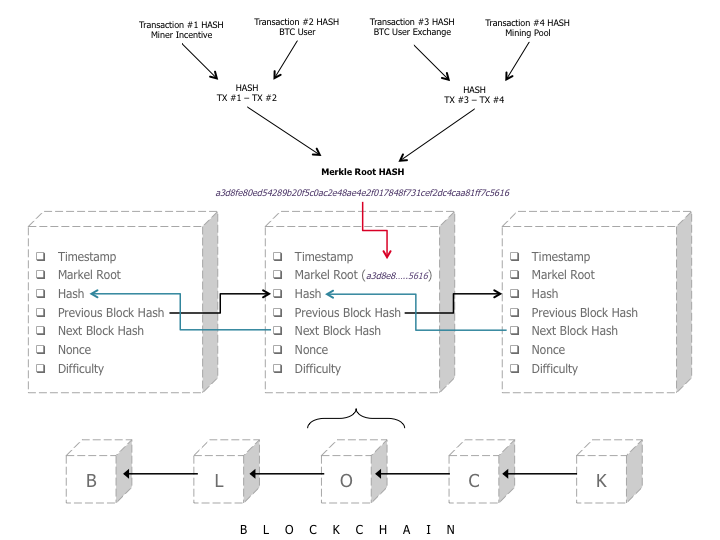 Transaction #1 HASH
Miner Incentive
Transaction #2 HASH
BTC User
Transaction #3 HASH
BTC User Exchange
Transaction #4 HASH
Mining Pool
HASH
TX #1 – TX #2
HASH
TX #3 – TX #4
Merkle Root HASH
a3d8fe80ed54289b20f5c0ac2e48ae4e2f017848f731cef2dc4caa81ff7c5616
Timestamp
Markel Root
Hash
Previous Block Hash
Next Block Hash
Nonce
Difficulty
Timestamp
Markel Root (a3d8e8.....5616)
Hash
Previous Block Hash
Next Block Hash
Nonce
Difficulty
Timestamp
Markel Root
Hash
Previous Block Hash
Next Block Hash
Nonce
Difficulty
B L O C K
B L O C K C H A I N